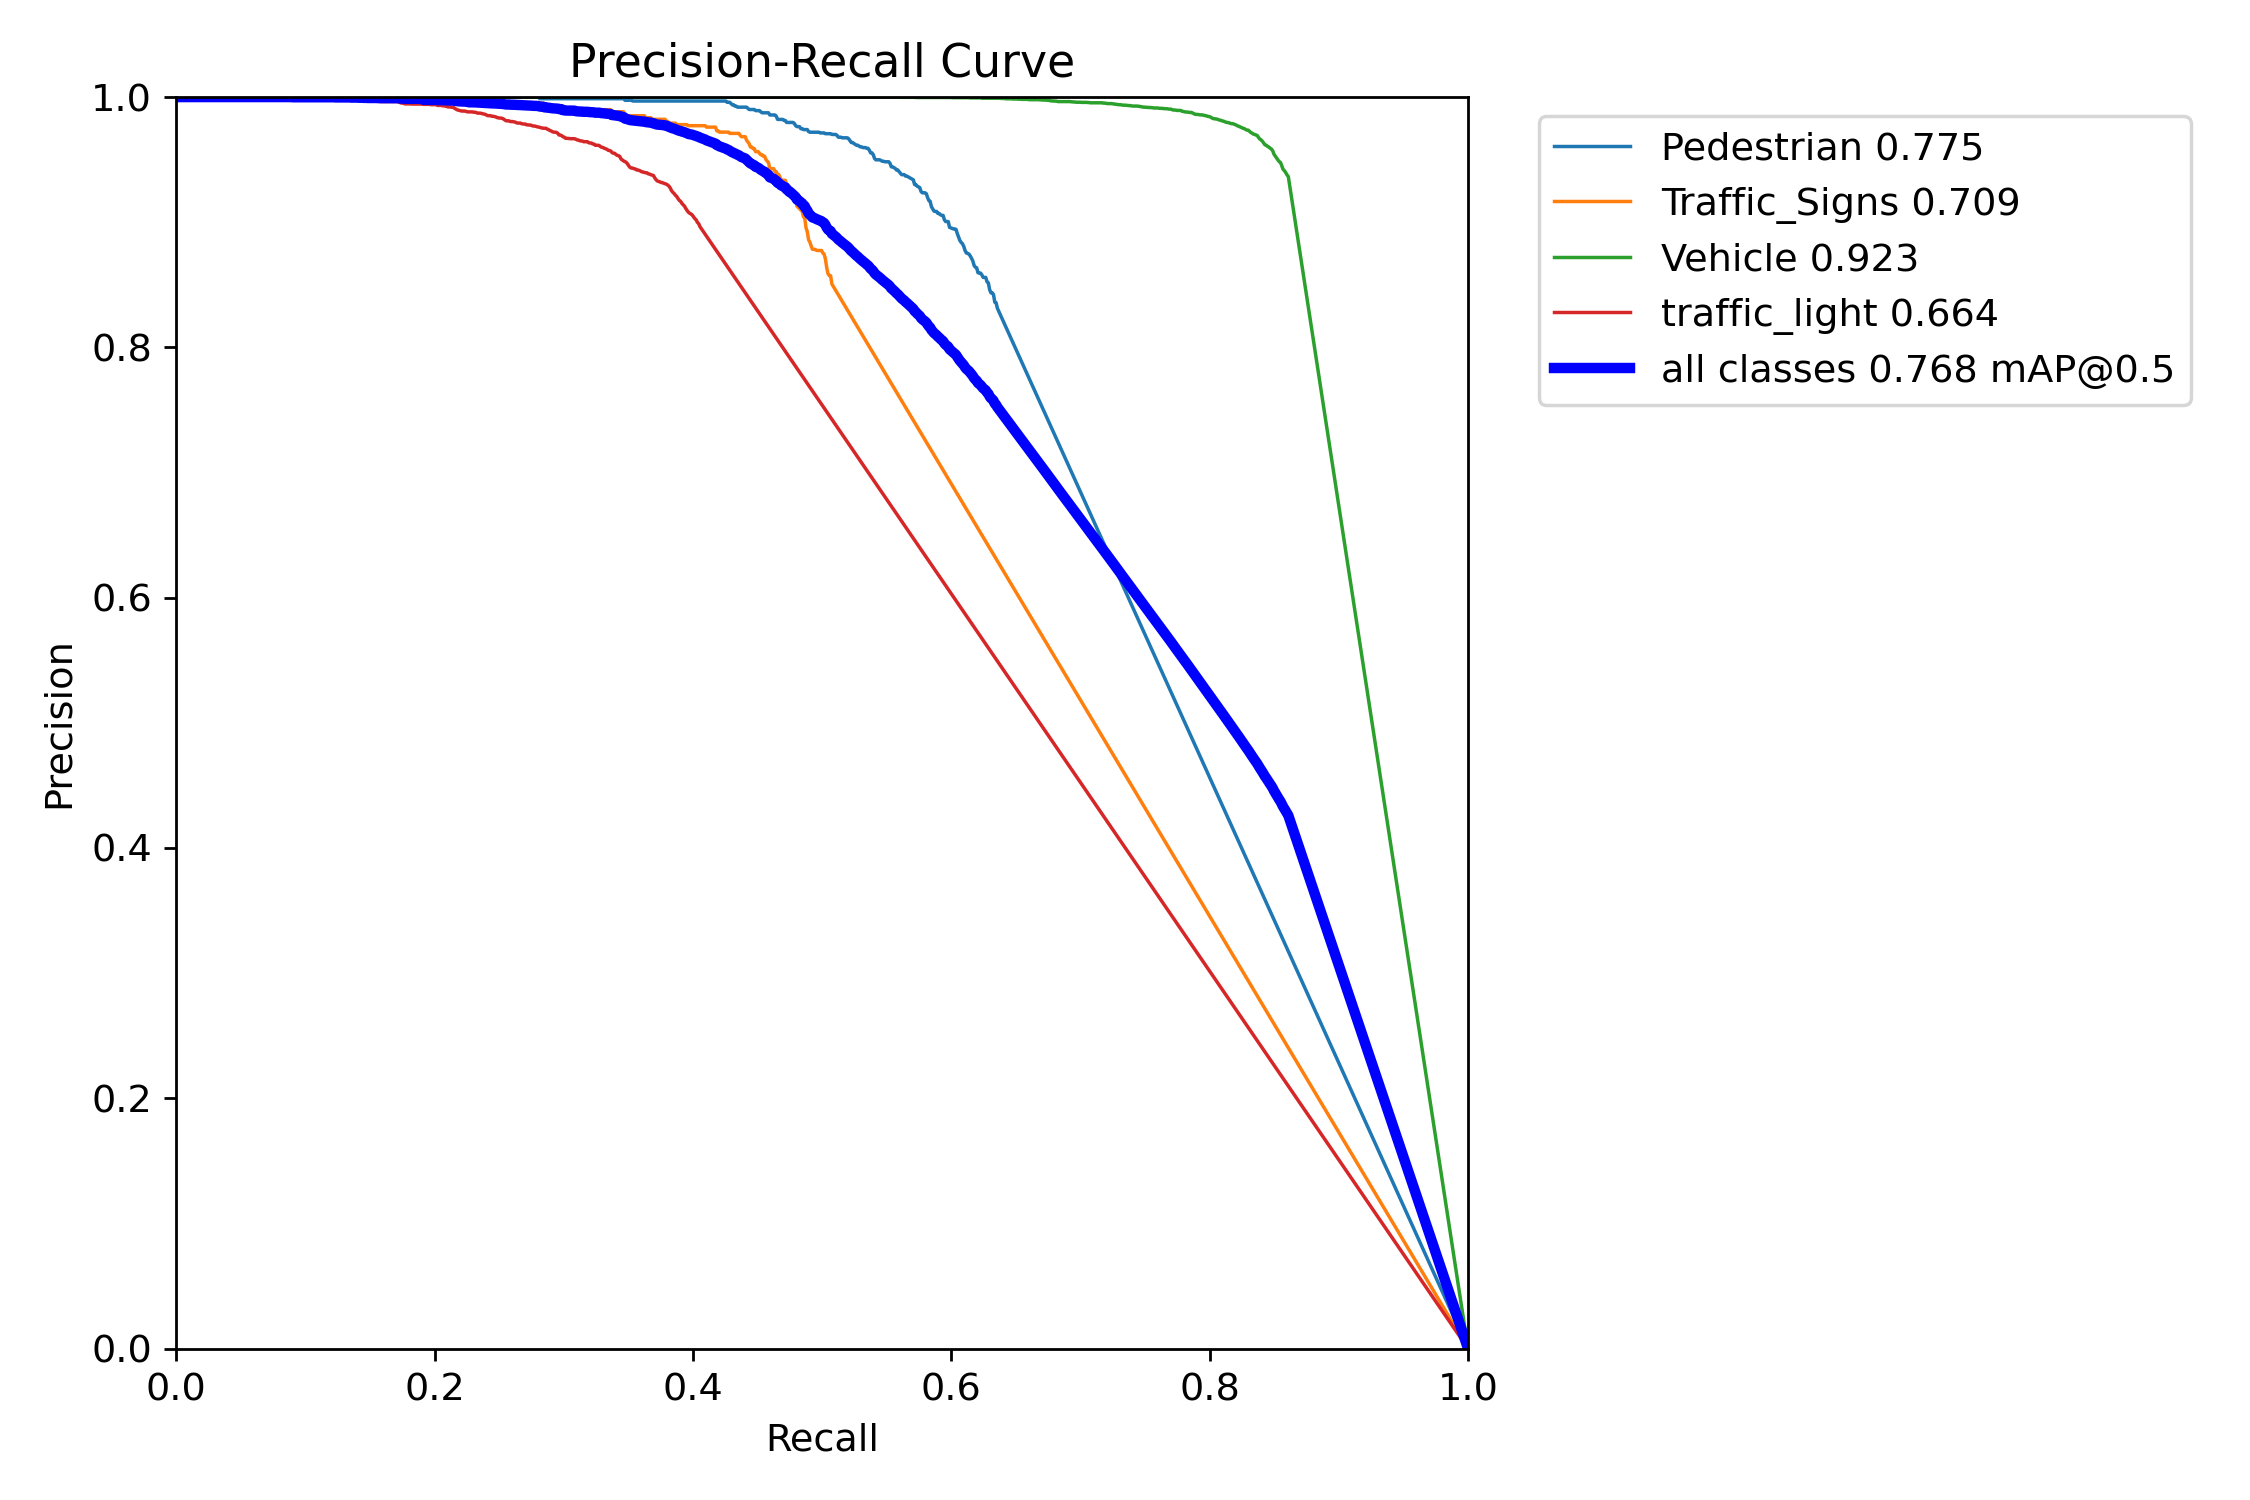 Precision-Recall Curve
1.0
0.8
0.6
0.4
0.2
0.0
Precision
0.0 0.2 0.4 0.6 0.8 1.0
Recall
Pedestrian 0.775
Traffic_Signs 0.709
Vehicle 0.923
traffic_light 0.664
all classes 0.768 mAP@0.5